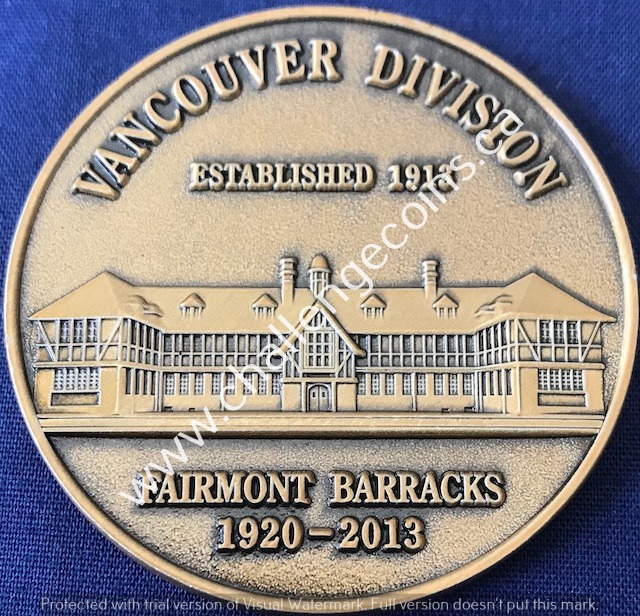 VANCOUVER DIVISION
ESTABLISHED 1913
www.challengecoins.ca
FAIRMONT BARRACKS
1920-2013
Protected with trial version of Visual Watermark. Full version doesn't put this mark.